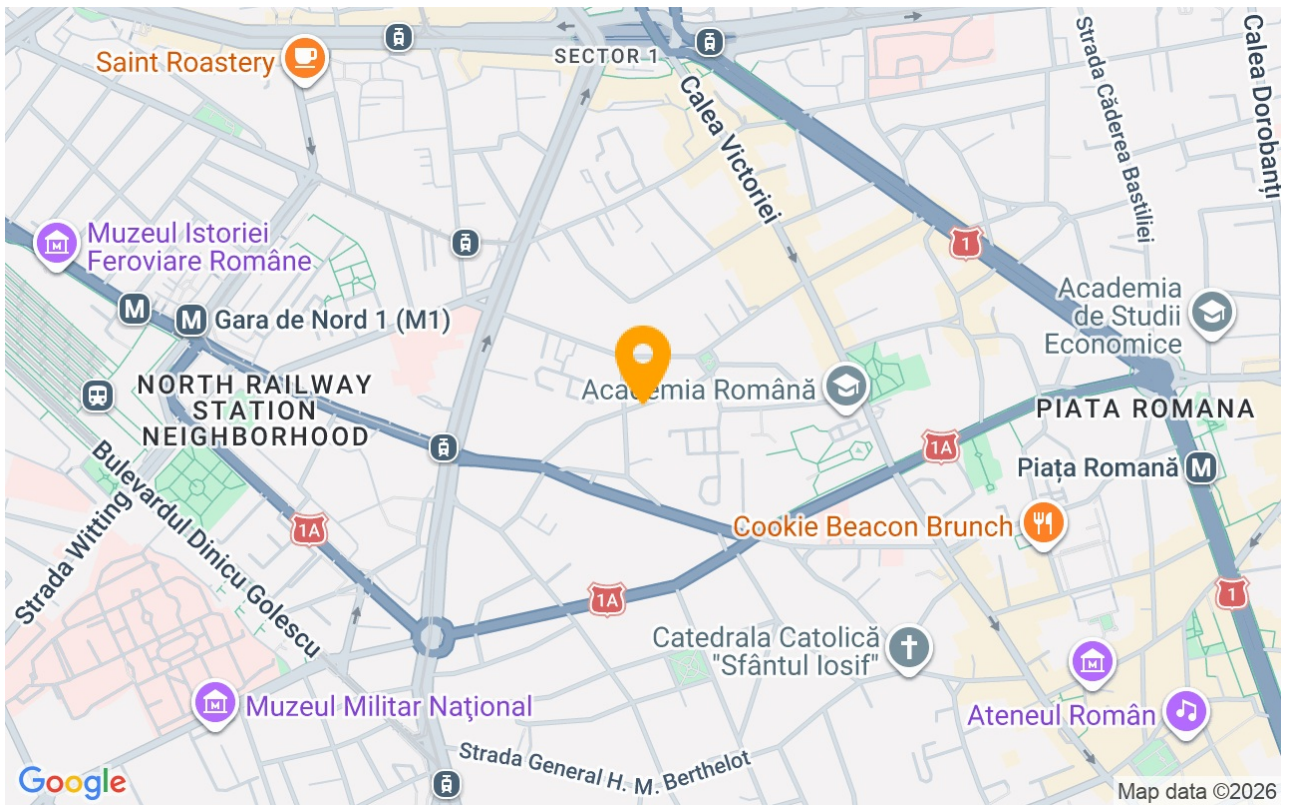 Saint Roastery
SECTOR 1
Calea Victoriei
Strada Căderea Bastiliei
Calea Dorobanți
Muzeul Istoriei
Feroviare Române
M
M
Gara de Nord 1 (M1)
1
Academia
de Studii
Economice
NORTH RAILWAY
STATION
NEIGHBORHOOD
Academia Română
PIATA ROMANA
1A
Piața Romană
M
Bulevardul Dinicu Golescu
Strada Witting
1A
Cookie Beacon Brunch
1A
1
Catedrala Catolică
"Sfântul Iosif"
Muzeul Militar Naţional
Ateneul Român
Strada General H. M. Berthelot
Google
Map data ©2026